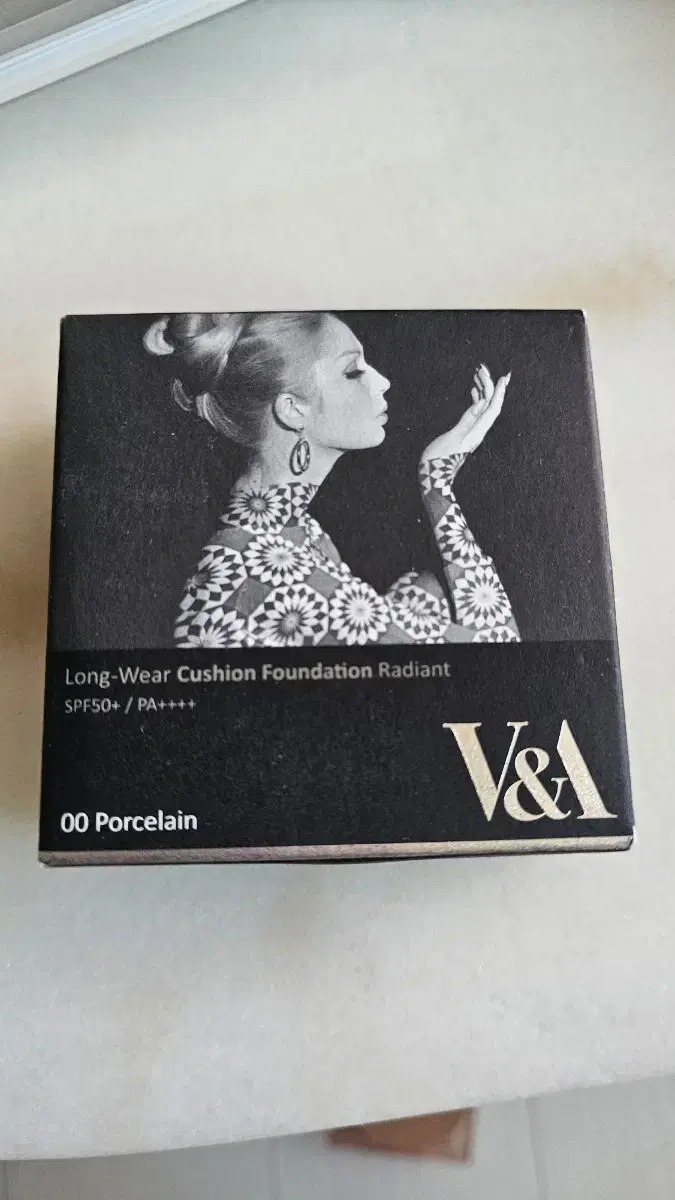 Long-Wear Cushion Foundation Radiant
SPF50+ / PA++++
V&A
00 Porcelain